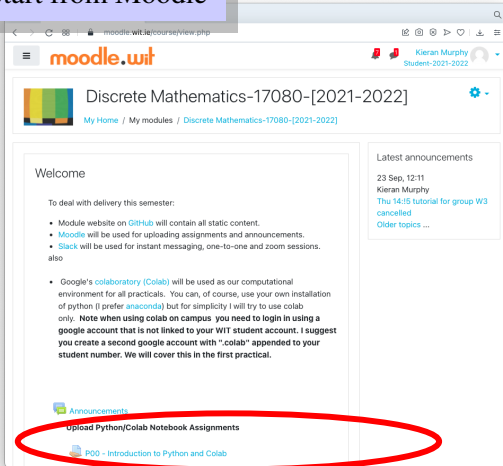 start from Moodle
moodle.wit.ie/course/view.php
moodle.wit
Kieran Murphy
Student-2021-2022
Discrete Mathematics-17080-[2021-2022]
My Home / My modules / Discrete Mathematics-17080-[2021-2022]
Welcome
To deal with delivery this semester:
• Module website on GitHub will contain all static content.
• Moodle will be used for uploading assignments and announcements.
• Slack will be used for instant messaging, one-to-one and zoom sessions.
also
• Google's colaboratory (Colab) will be used as our computational
environment for all practicals. You can, of course, use your own installation
of python (I prefer anaconda) but for simplicity I will try to use colab
only. Note when using colab on campus you need to login in using a
google account that is not linked to your WIT student account. I suggest
you create a second google account with ".colab" appended to your
student number. We will cover this in the first practical.
Announcements
Upload Python/Colab Notebook Assignments
P00 - Introduction to Python and Colab
Latest announcements
23 Sep, 12:11
Kieran Murphy
Thu 14:!5 tutorial for group W3
cancelled
Older topics ...